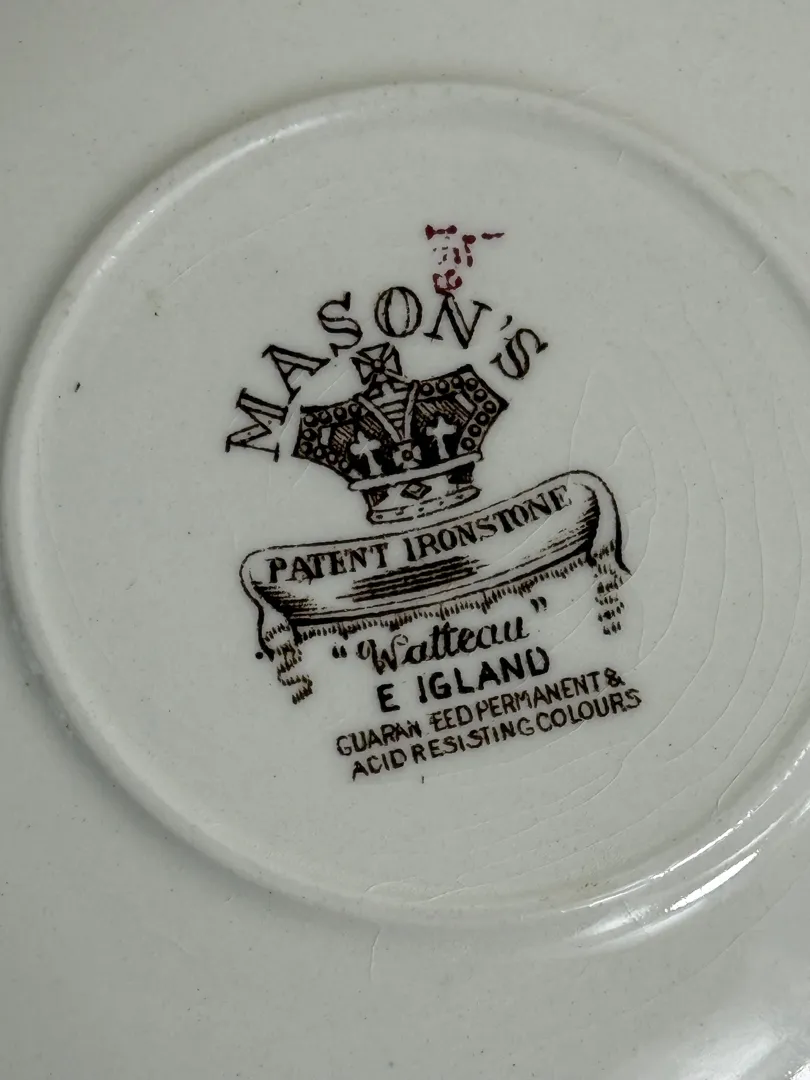 MASON'S
PATENT IRONSTONE
"Watteau"
E IGLAND
GUARAN EED PERMANENT &
ACID RESISTING COLOURS